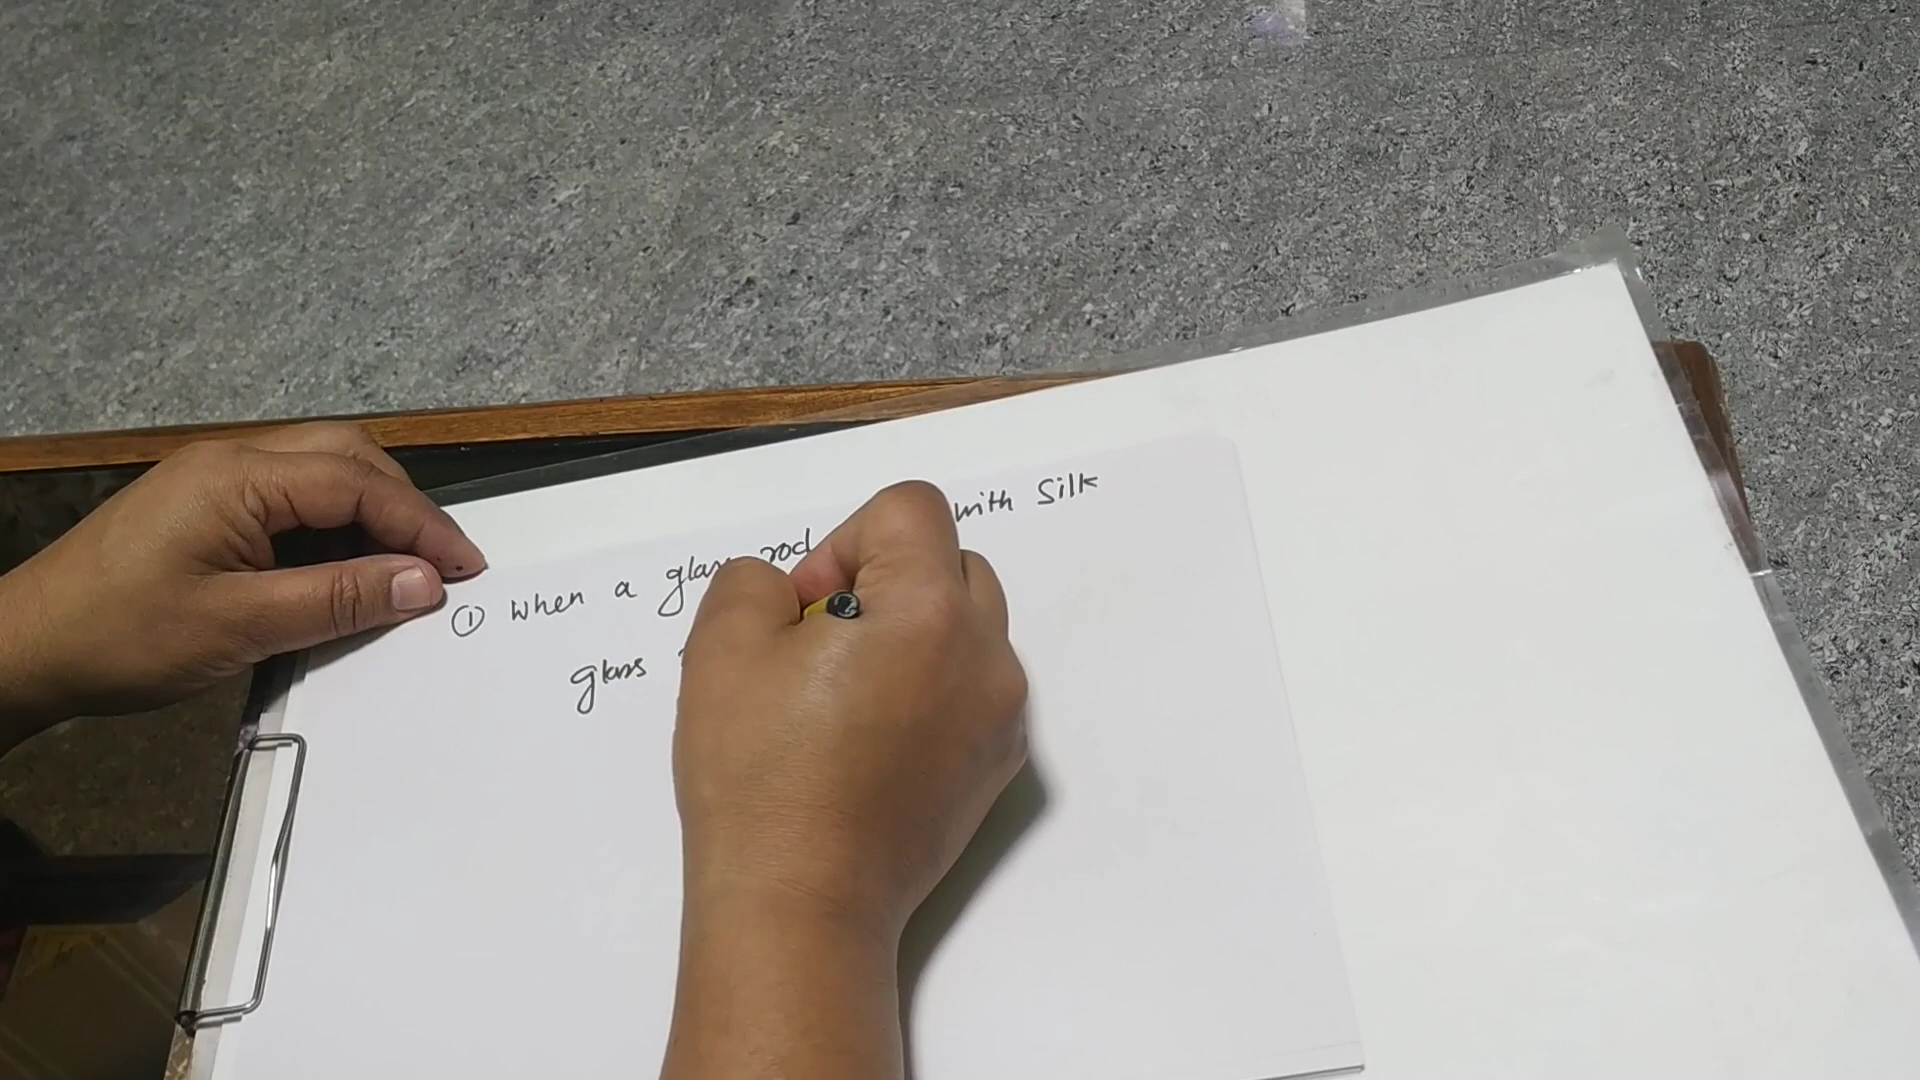 ① When a glass rod with Silk
glass